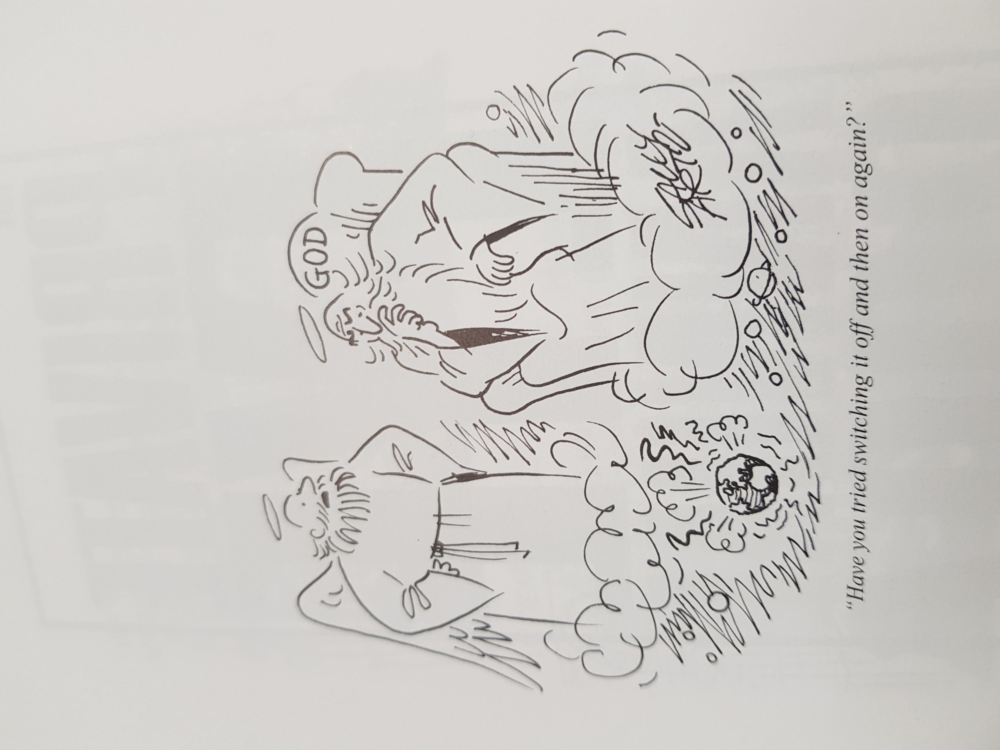 GOD
“Have you tried switching it off and then on again?”